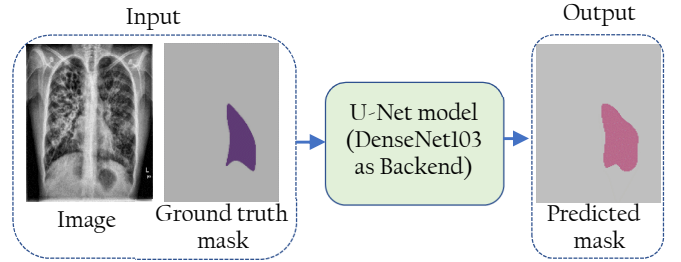 Input
Output
U-Net model
(DenseNet103
as Backend)
L
Image
Ground truth
mask
Predicted
mask